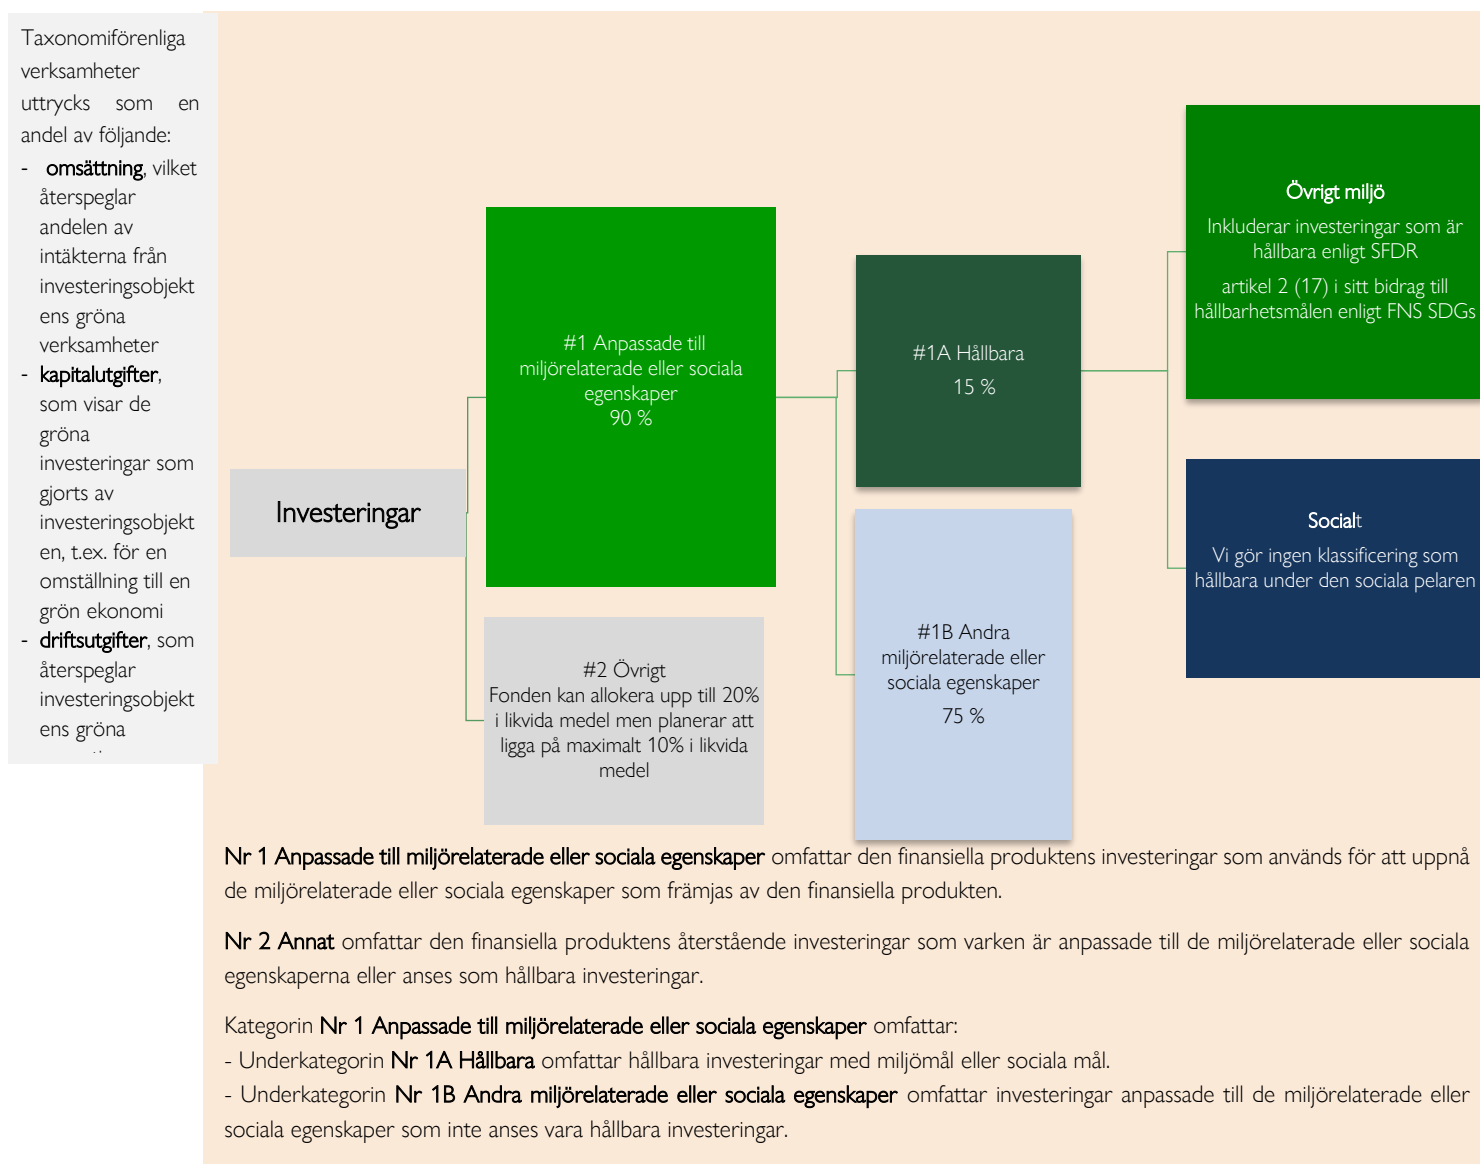 Taxonomiförenliga
verksamheter
uttrycks som en
andel av följande:
- omsättning, vilket
återspeglar
andelen av
intäkterna från
investeringsobjekt
ens gröna
verksamheter
- kapitalutgifter,
som visar de
gröna
investeringar som
gjorts av
investeringsobjekt
en, t.ex. för en
omställning till en
grön ekonomi
- driftsutgifter, som
återspeglar
investeringsobjekt
ens gröna
Investeringar
#1 Anpassade till
miljörelaterade eller sociala
egenskaper
90 %
#2 Övrigt
Fonden kan allokera upp till 20%
i likvida medel men planerar att
ligga på maximalt 10% i likvida
medel
#1A Hållbara
15 %
#1B Andra
miljörelaterade eller
sociala egenskaper
75 %
Övrigt miljö
Inkluderar investeringar som är
hållbara enligt SFDR
artikel 2 (17) i sitt bidrag till
hållbarhetsmålen enligt FNS SDGs
Socialt
Vi gör ingen klassificering som
hållbara under den sociala pelaren
Nr 1 Anpassade till miljörelaterade eller sociala egenskaper omfattar den finansiella produktens investeringar som används för att uppnå
de miljörelaterade eller sociala egenskaper som främjas av den finansiella produkten.
Nr 2 Annat omfattar den finansiella produktens återstående investeringar som varken är anpassade till de miljörelaterade eller sociala
egenskaperna eller anses som hållbara investeringar.
Kategorin Nr 1 Anpassade till miljörelaterade eller sociala egenskaper omfattar:
- Underkategorin Nr 1A Hållbara omfattar hållbara investeringar med miljömål eller sociala mål.
- Underkategorin Nr 1B Andra miljörelaterade eller sociala egenskaper omfattar investeringar anpassade till de miljörelaterade eller
sociala egenskaper som inte anses vara hållbara investeringar.